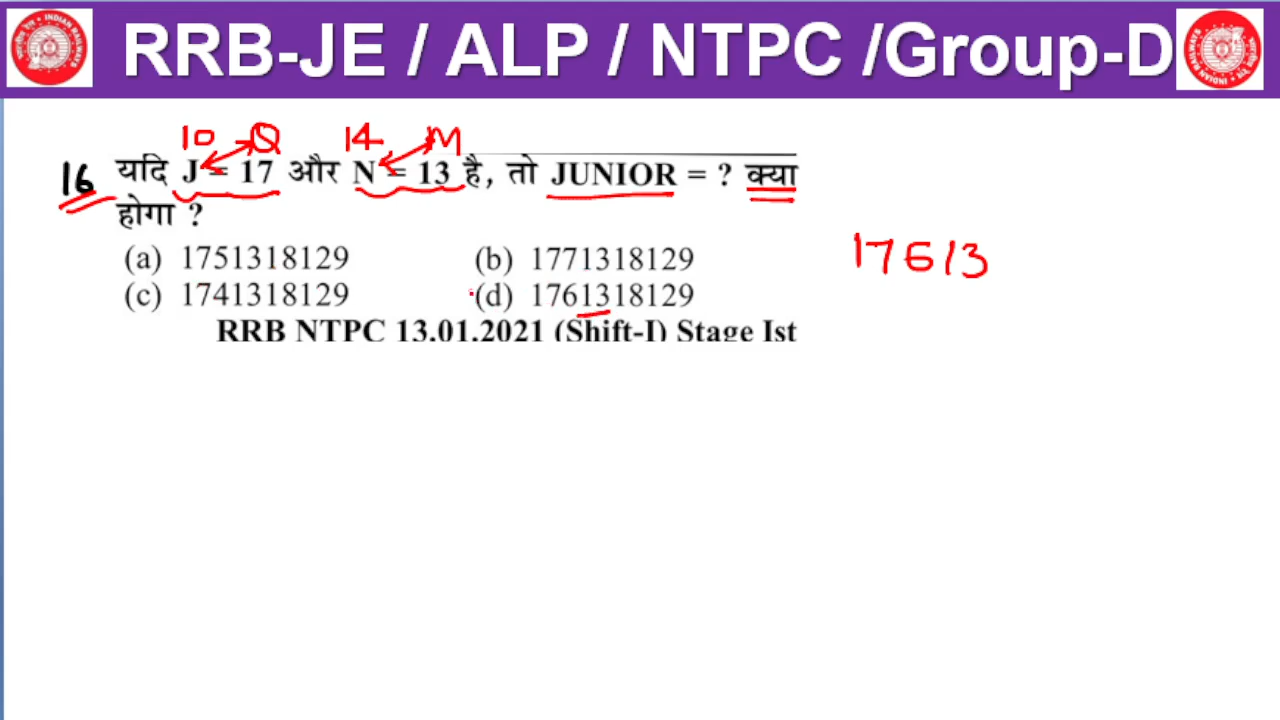 RRB-JE / ALP / NTPC /Group-D
10 Q 14 M
16 यदि J = 17 और N = 13 है, तो JUNIOR = ? क्या
होगा ?
(a) 1751318129 (b) 1771318129
17613
(c) 1741318129 (d) 1761318129
RRB NTPC 13.01.2021 (Shift-I) Stage Ist